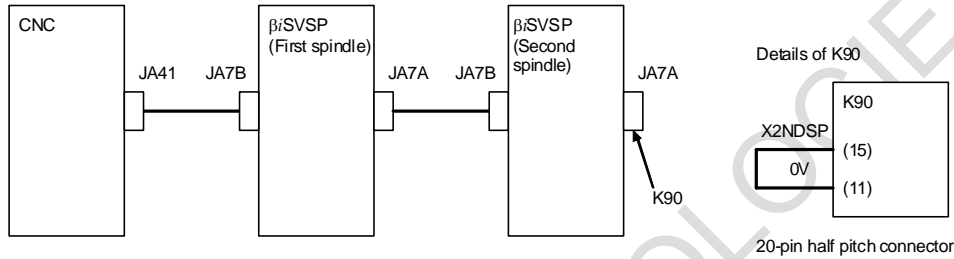 CNC
JA41
JA7B
βiSVSP
(First spindle)
JA7A
JA7B
βiSVSP
(Second
spindle)
JA7A
K90
Details of K90
K90
X2NDSP
(15)
0V
(11)
20-pin half pitch connector
OLOGIE